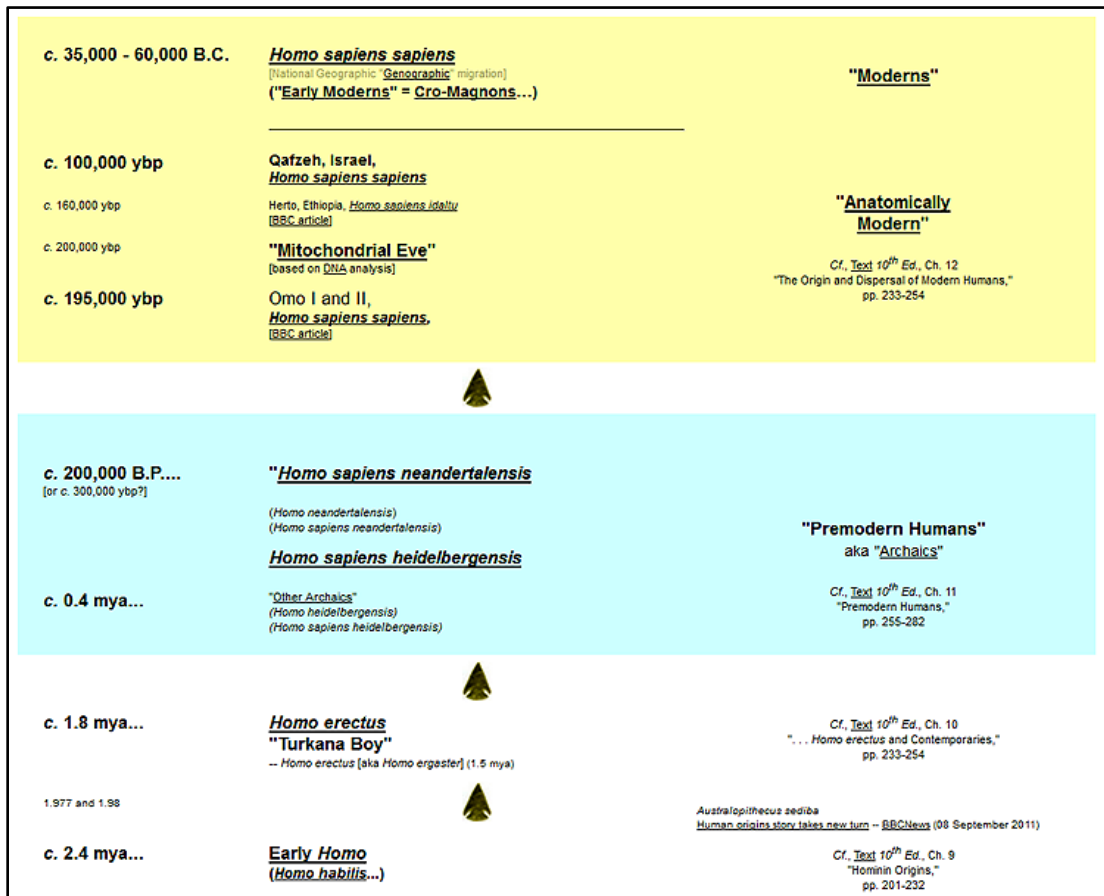 c. 35,000 - 60,000 B.C.
Homo sapiens sapiens
[National Geographic "Genographic" migration]
("Early Moderns" = Cro-Magnons...)
"Moderns"
c. 100,000 ybp
Qafzeh, Israel,
Homo sapiens sapiens
c. 160,000 ybp
Herto, Ethiopia, Homo sapiens idaltu
[BBC article]
"Anatomically
Modern"
c. 200,000 ybp
"Mitochondrial Eve"
[based on DNA analysis]
Cf., Text 10th Ed., Ch. 12
"The Origin and Dispersal of Modern Humans,"
pp. 233-254
c. 195,000 ybp
Omo I and II,
Homo sapiens sapiens,
[BBC article]
c. 200,000 B.P....
[or c. 300,000 ybp?]
"Homo sapiens neandertalensis
(Homo neandertalensis)
(Homo sapiens neandertalensis)
"Premodern Humans"
aka "Archaics"
Homo sapiens heidelbergensis
c. 0.4 mya...
"Other Archaics"
(Homo heidelbergensis)
(Homo sapiens heidelbergensis)
Cf., Text 10th Ed., Ch. 11
"Premodern Humans,"
pp. 255-282
c. 1.8 mya...
Homo erectus
"Turkana Boy"
-- Homo erectus [aka Homo ergaster] (1.5 mya)
Cf., Text 10th Ed., Ch. 10
". . . Homo erectus and Contemporaries,"
pp. 233-254
1.977 and 1.98
Australopithecus sediba
Human origins story takes new turn -- BBCNews (08 September 2011)
c. 2.4 mya...
Early Homo
(Homo habilis...)
Cf., Text 10th Ed., Ch. 9
"Hominin Origins,"
pp. 201-232